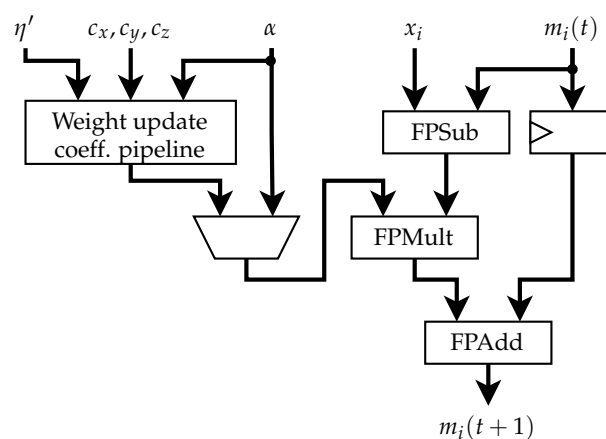 η′ c_x, c_y, c_z α x_i m_i(t)
Weight update
coeff. pipeline
FPSub
FPMult
FPAdd
m_i(t + 1)